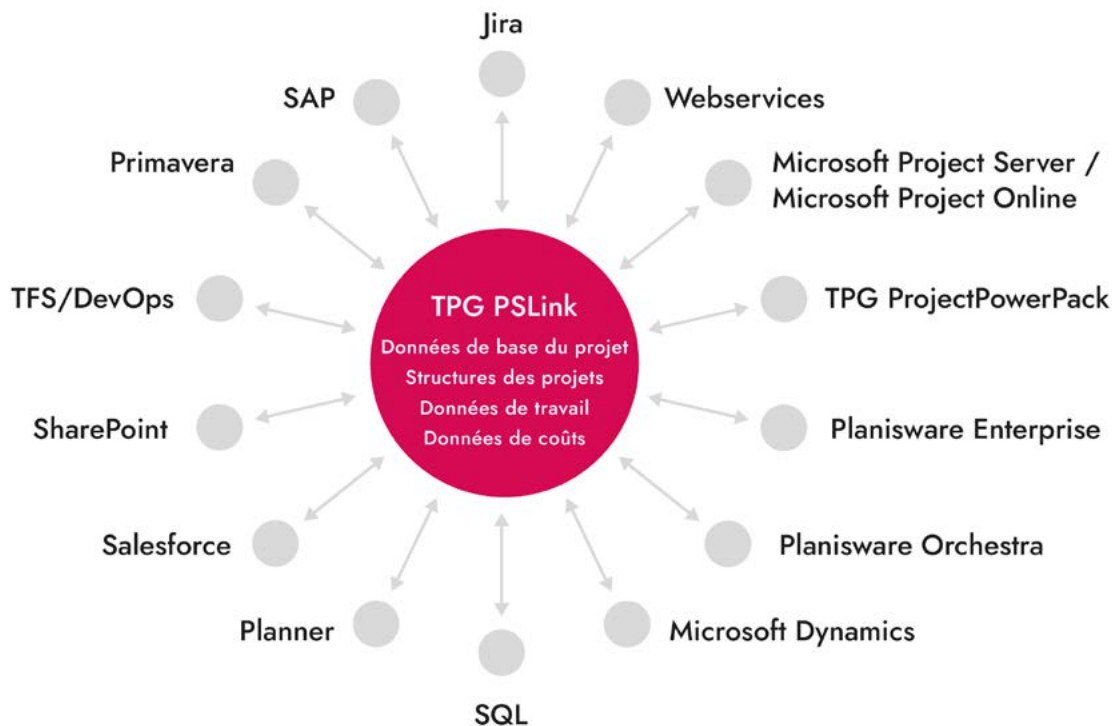 Jira
SAP
Webservices
Primavera
Microsoft Project Server /
Microsoft Project Online
TFS/DevOps
TPG ProjectPowerPack
TPG PSLink
Données de base du projet
Structures des projets
Données de travail
Données de coûts
SharePoint
Planisware Enterprise
Salesforce
Planisware Orchestra
Planner
Microsoft Dynamics
SQL